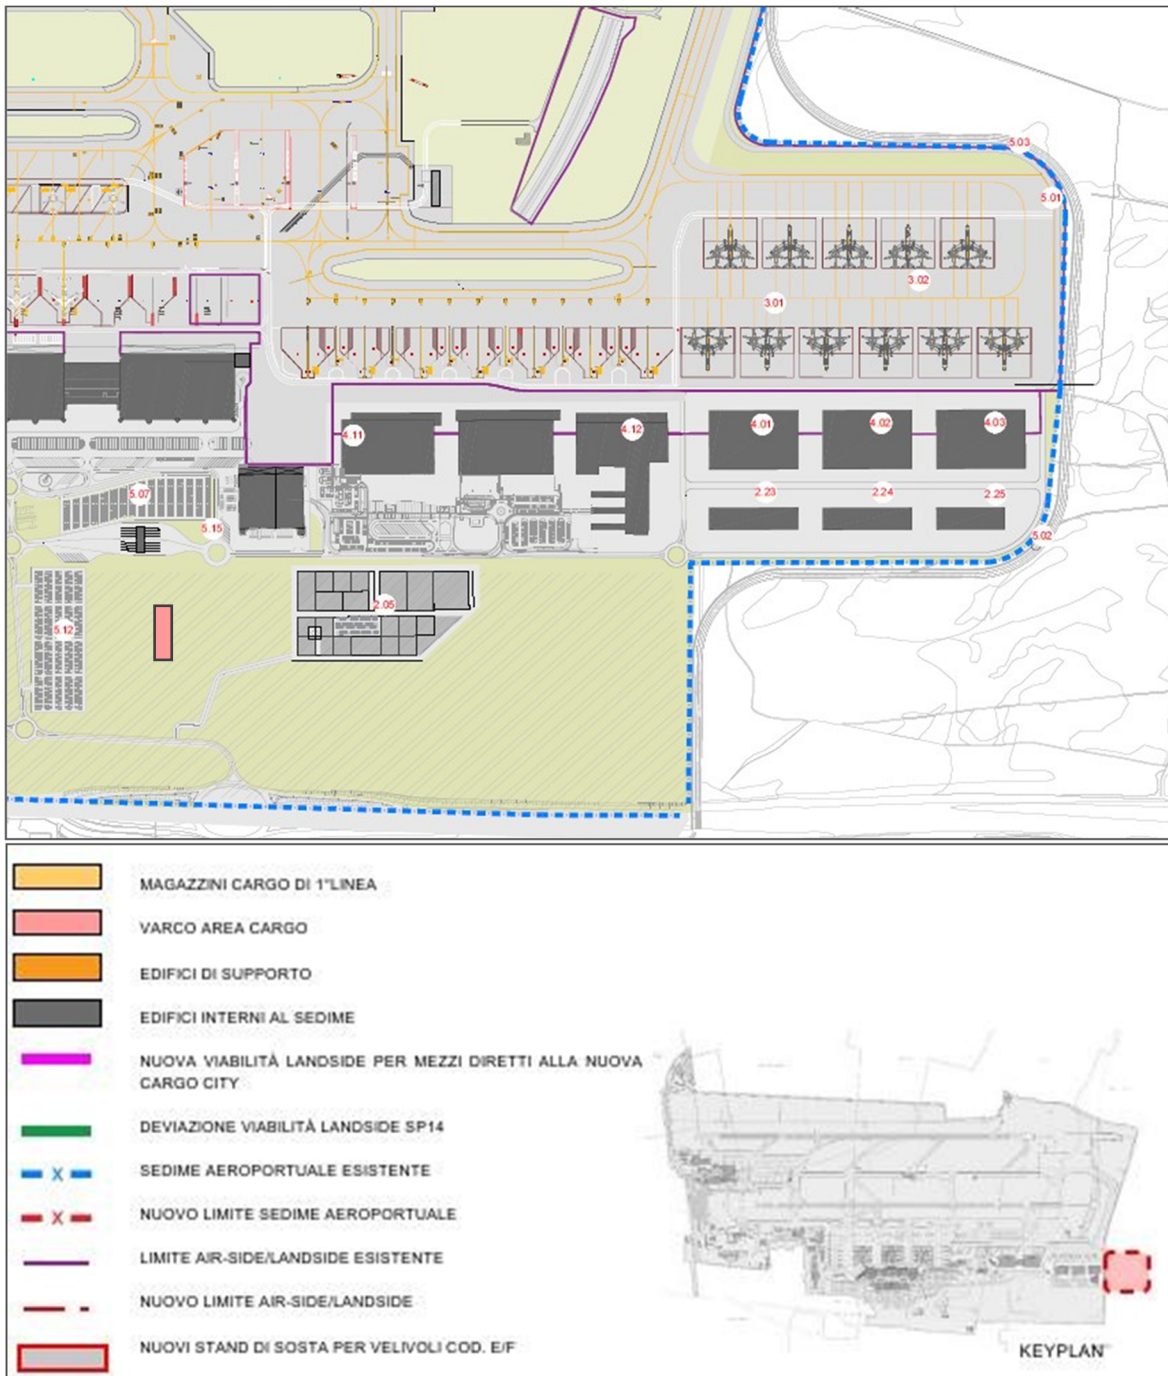 5.03
5.01
3.02
3.01
4.11
4.12
4.01
4.02
4.03
5.07
2.23
2.24
2.25
5.15
5.02
2.05
5.12
MAGAZZINI CARGO DI 1"LINEA
VARCO AREA CARGO
EDIFICI DI SUPPORTO
EDIFICI INTERNI AL SEDIME
NUOVA VIABILITÀ LANDSIDE PER MEZZI DIRETTI ALLA NUOVA
CARGO CITY
DEVIAZIONE VIABILITÀ LANDSIDE SP14
X SEDIME AEROPORTUALE ESISTENTE
X NUOVO LIMITE SEDIME AEROPORTUALE
LIMITE AIR-SIDE/LANDSIDE ESISTENTE
NUOVO LIMITE AIR-SIDE/LANDSIDE
NUOVI STAND DI SOSTA PER VELIVOLI COD. E/F
KEYPLAN